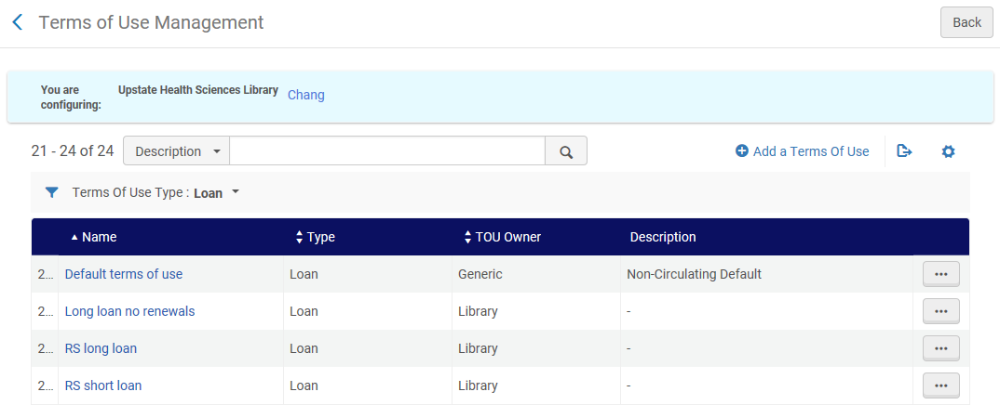 Terms of Use Management
Back
You are configuring:
Upstate Health Sciences Library
Chang
21 - 24 of 24
Description
Add a Terms Of Use
Terms Of Use Type : Loan
Name Type TOU Owner Description
2... Default terms of use Loan Generic Non-Circulating Default
2... Long loan no renewals Loan Library -
2... RS long loan Loan Library -
2... RS short loan Loan Library -